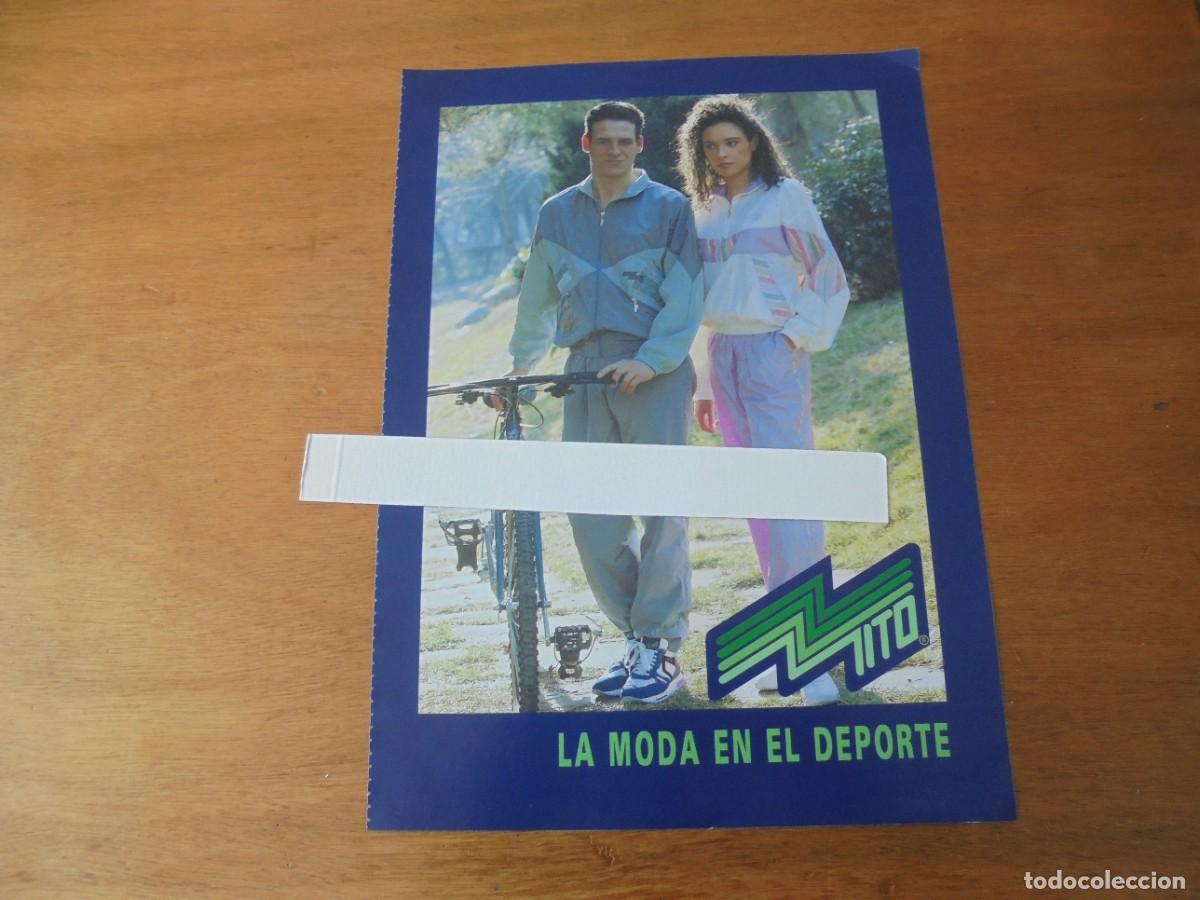 MITO®
LA MODA EN EL DEPORTE
todocoleccion